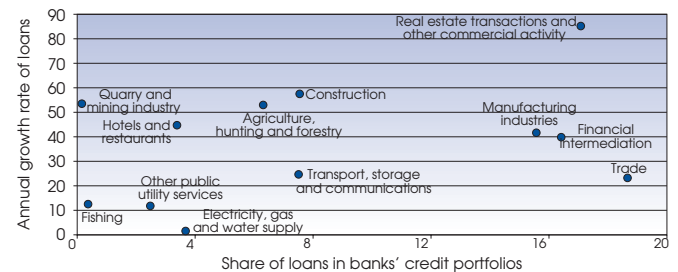 Annual growth rate of loans
90
80
70
60
50
40
30
20
10
0
Real estate transactions and
other commercial activity
Quarry and
mining industry
Construction
Hotels and
restaurants
Agriculture,
hunting and forestry
Manufacturing
industries
Financial
intermediation
Transport, storage
and communications
Trade
Other public
utility services
Fishing
Electricity, gas
and water supply
0 4 8 12 16 20
Share of loans in banks' credit portfolios